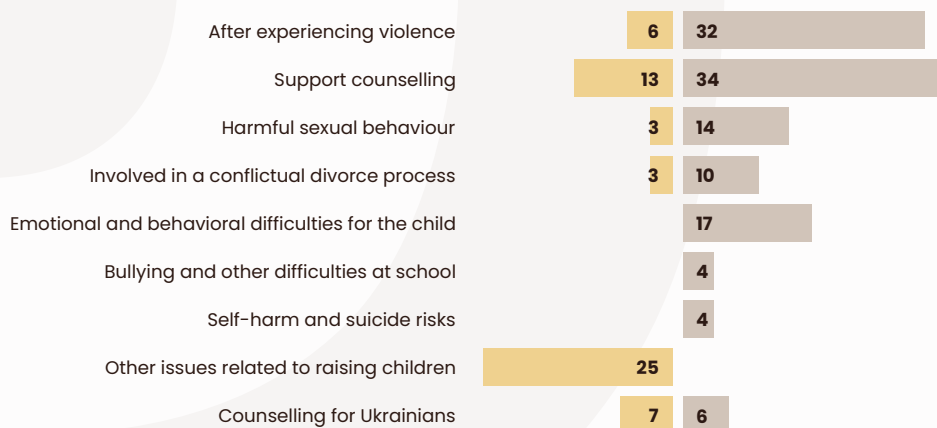 After experiencing violence 6 32
Support counselling 13 34
Harmful sexual behaviour 3 14
Involved in a conflictual divorce process 3 10
Emotional and behavioral difficulties for the child 17
Bullying and other difficulties at school 4
Self-harm and suicide risks 4
Other issues related to raising children 25
Counselling for Ukrainians 7 6